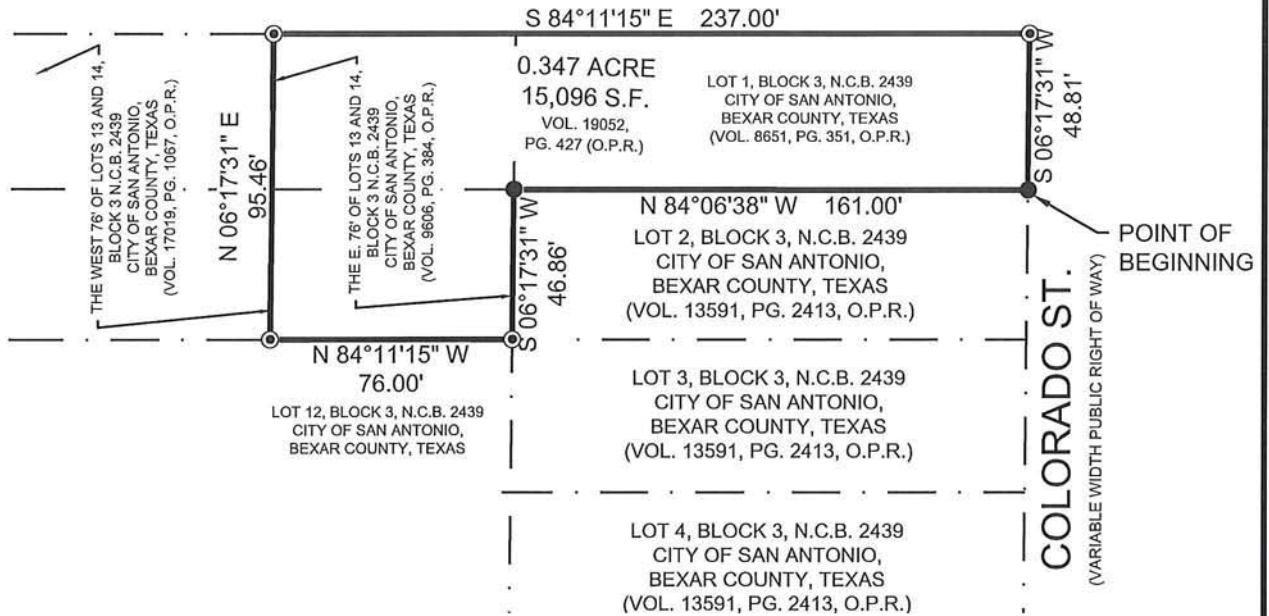 S 84°11'15" E 237.00'
THE WEST 76' OF LOTS 13 AND 14,
BLOCK 3 N.C.B. 2439
CITY OF SAN ANTONIO,
BEXAR COUNTY, TEXAS
(VOL. 17019, PG. 1067, O.P.R.)
N 06°17'31" E
95.46'
THE E. 76' OF LOTS 13 AND 14,
BLOCK 3 N.C.B. 2439
CITY OF SAN ANTONIO,
BEXAR COUNTY, TEXAS
(VOL. 9606, PG. 384, O.P.R.)
0.347 ACRE
15,096 S.F.
VOL. 19052,
PG. 427 (O.P.R.)
LOT 1, BLOCK 3, N.C.B. 2439
CITY OF SAN ANTONIO,
BEXAR COUNTY, TEXAS
(VOL. 8651, PG. 351, O.P.R.)
S 06°17'31" W
48.81'
S 06°17'31" W
46.86'
N 84°06'38" W 161.00'
LOT 2, BLOCK 3, N.C.B. 2439
CITY OF SAN ANTONIO,
BEXAR COUNTY, TEXAS
(VOL. 13591, PG. 2413, O.P.R.)
POINT OF
BEGINNING
N 84°11'15" W
76.00'
LOT 12, BLOCK 3, N.C.B. 2439
CITY OF SAN ANTONIO,
BEXAR COUNTY, TEXAS
LOT 3, BLOCK 3, N.C.B. 2439
CITY OF SAN ANTONIO,
BEXAR COUNTY, TEXAS
(VOL. 13591, PG. 2413, O.P.R.)
COLORADO ST.
(VARIABLE WIDTH PUBLIC RIGHT OF WAY)
LOT 4, BLOCK 3, N.C.B. 2439
CITY OF SAN ANTONIO,
BEXAR COUNTY, TEXAS
(VOL. 13591, PG. 2413, O.P.R.)